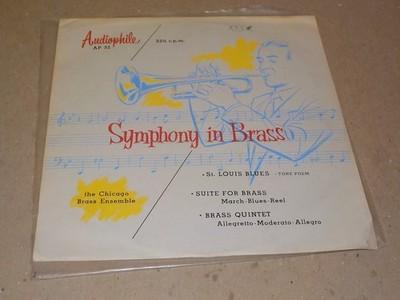 Audiophile
AP 52
33⅓ r.p.m.
Symphony in Brass
• St. LOUIS BLUES - TONE POEM
the Chicago
Brass Ensemble
• SUITE FOR BRASS
March-Blues-Reel
• BRASS QUINTET
Allegretto-Moderato-Allegro